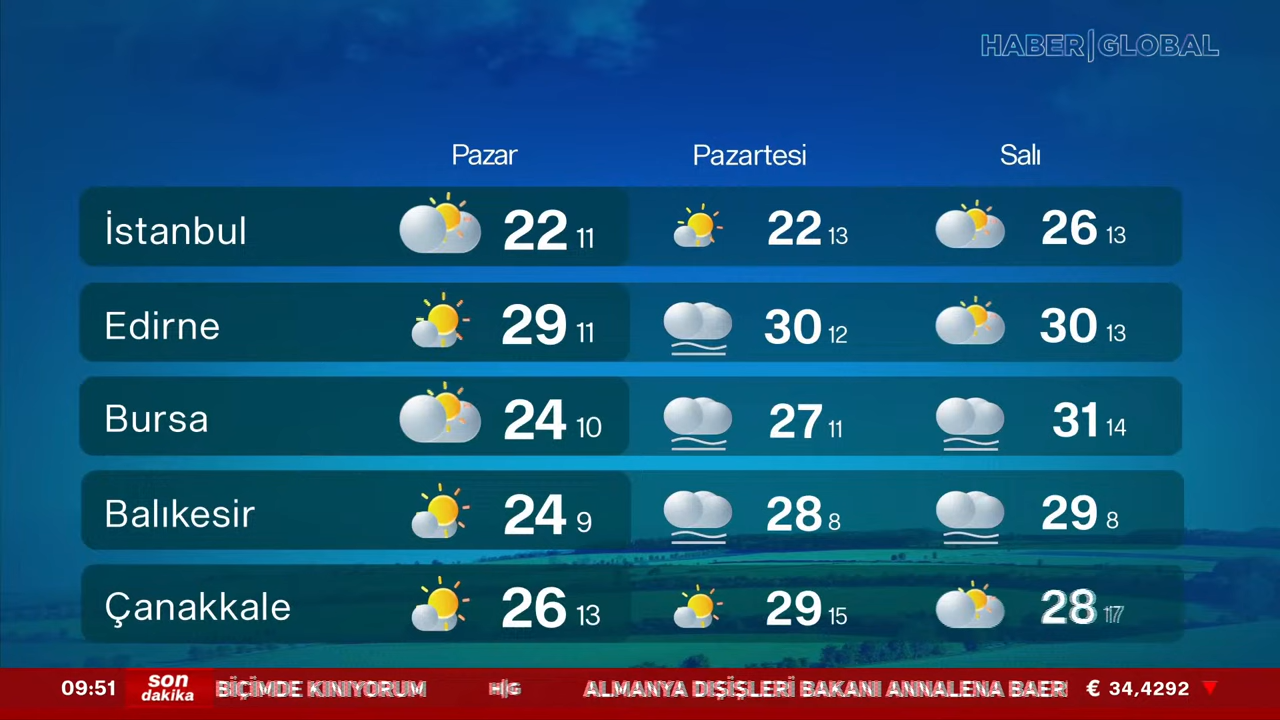 HABER|GLOBAL
Pazar Pazartesi Salı
İstanbul 22 11 22 13 26 13
Edirne 29 11 30 12 30 13
Bursa 24 10 27 11 31 14
Balıkesir 24 9 28 8 29 8
Çanakkale 26 13 29 15 28 17
09:51 son dakika BİÇİMDE KINIYORUM H|G ALMANYA DIŞİŞLERİ BAKANI ANNALENA BAER € 34,4292